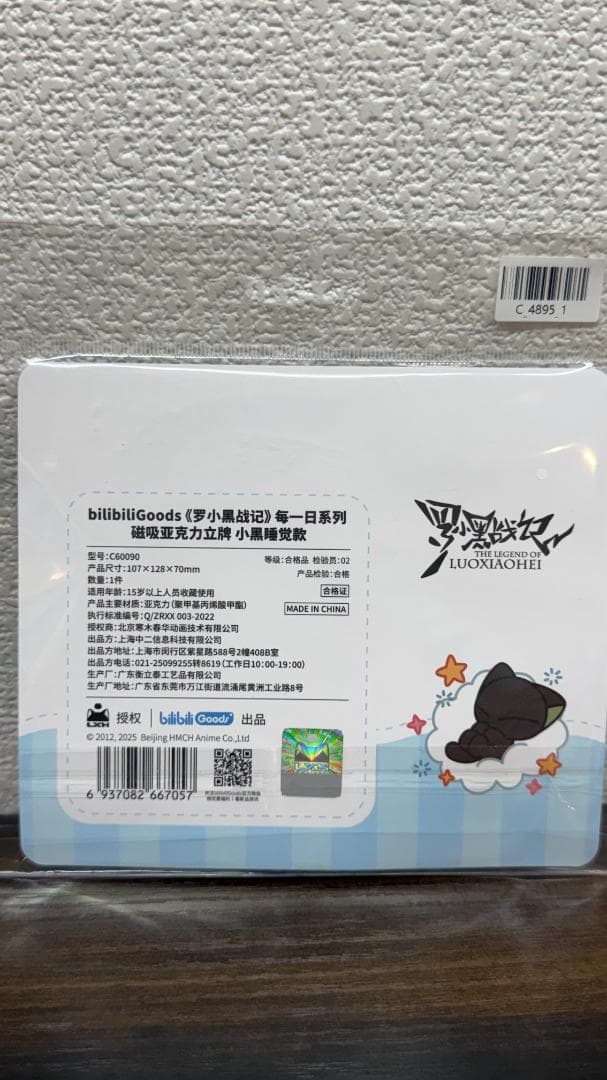 C_4895_1
bilibiliGoods《罗小黑战记》每一日系列
磁吸亚克力立牌 小黑睡觉款
型号:C60090
等级:合格品 检验员:02
产品尺寸:107×128×70mm
产品检验:合格
数量:1件
适用年龄:15岁以上人员收藏使用
合格证
产品主要材质:亚克力(聚甲基丙烯酸甲酯)
MADE IN CHINA
执行标准编号:Q/ZRXX 003-2022
授权商:北京寒木春华动画技术有限公司
出品方:上海中二信息科技有限公司
出品方地址:上海市闵行区紫星路588号2幢408B室
出品方电话:021-25099255转8619(工作日10:00-19:00)
生产厂:广东衡立泰工艺品有限公司
生产厂地址:广东省东莞市万江街道流涌尾黄洲工业路8号
LXH 授权 bilibili Goods 出品
© 2012, 2025 Beijing HMCH Anime Co.,Ltd
6 937082 667057
罗小黑战记
THE LEGEND OF
LUOXIAOHEI